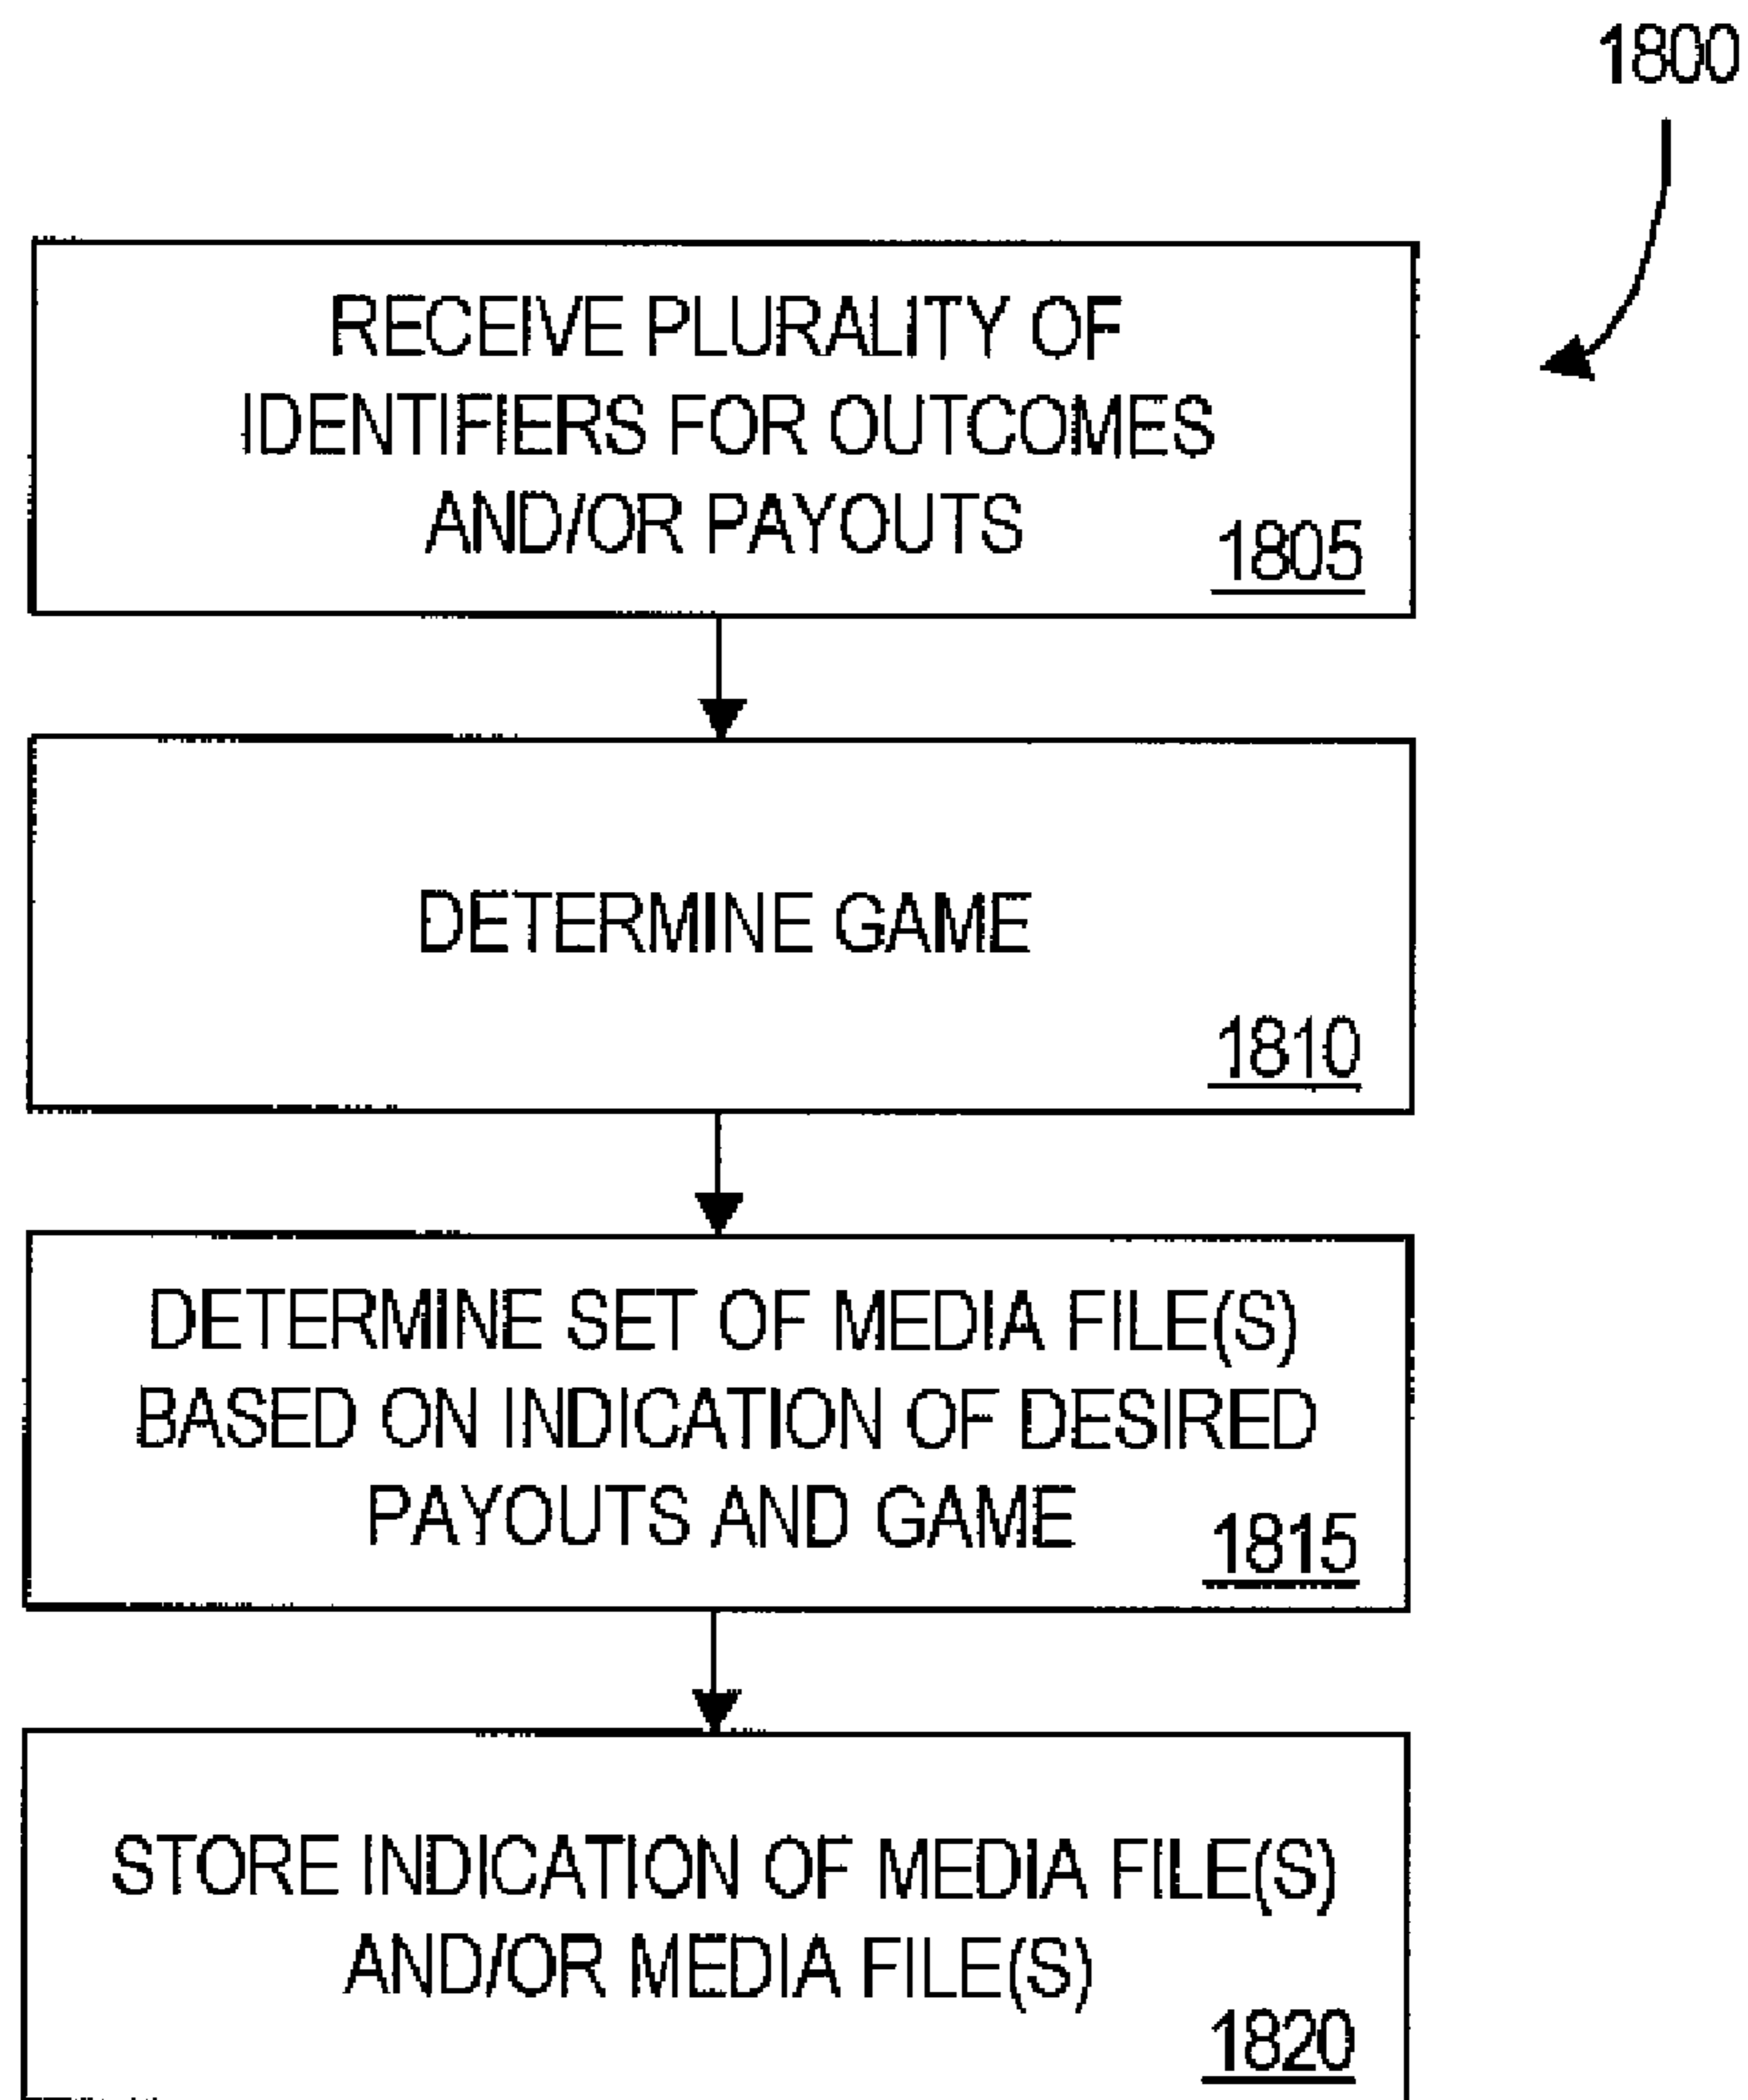 1800
RECEIVE PLURALITY OF
IDENTIFIERS FOR OUTCOMES
AND/OR PAYOUTS
1805
DETERMINE GAME
1810
DETERMINE SET OF MEDIA FILE(S)
BASED ON INDICATION OF DESIRED
PAYOUTS AND GAME
1815
STORE INDICATION OF MEDIA FILE(S)
AND/OR MEDIA FILE(S)
1820